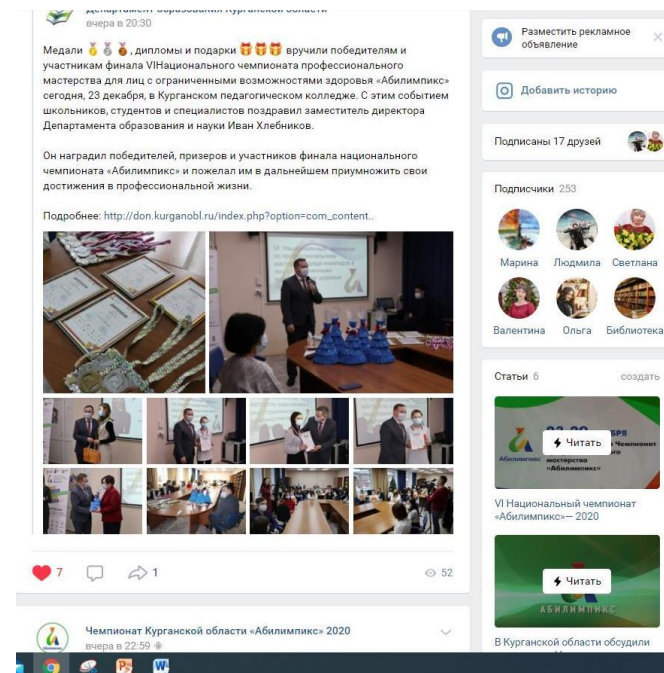 Департамент образования Курганской области
вчера в 20:30
Медали 🥇 🥈 🥉, дипломы и подарки 🎁 🎁 🎁 вручили победителям и
участникам финала VIНационального чемпионата профессионального
мастерства для лиц с ограниченными возможностями здоровья «Абилимпикс»
сегодня, 23 декабря, в Курганском педагогическом колледже. С этим событием
школьников, студентов и специалистов поздравил заместитель директора
Департамента образования и науки Иван Хлебников.
Он наградил победителей, призеров и участников финала национального
чемпионата «Абилимпикс» и пожелал им в дальнейшем приумножить свои
достижения в профессиональной жизни.
Подробнее: http://don.kurganobl.ru/index.php?option=com_content..
7
1
52
Чемпионат Курганской области «Абилимпикс» 2020
вчера в 22:59
Разместить рекламное
объявление
Добавить историю
Подписаны 17 друзей
Подписчики 253
Марина Людмила Светлана
Валентина Ольга Библиотека
Статьи 6 создать
Читать
Чемпионат
Абилимпикс
мастерства
«Абилимпикс»
VI Национальный чемпионат
«Абилимпикс»— 2020
Читать
АБИЛИМПИКС
В Курганской области обсудили